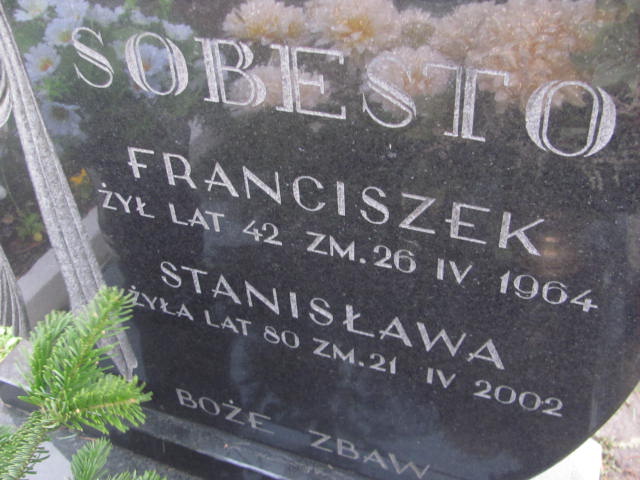 SOBESTO
FRANCISZEK
ŻYŁ LAT 42 ZM. 26 IV 1964
STANISŁAWA
ŻYŁA LAT 80 ZM. 21 IV 2002
BOŻE ZBAW